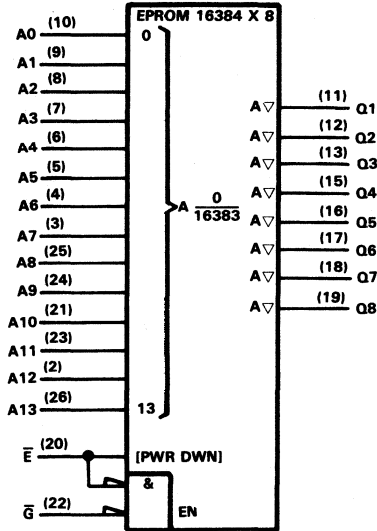 EPROM 16384 X 8
A0 (10) 0
A1 (9)
A2 (8)
A3 (7)
A4 (6)
A5 (5)
A6 (4)
A7 (3)
A8 (25)
A9 (24)
A10 (21)
A11 (23)
A12 (2)
A13 (26) 13
A 0/16383
A▽ (11) Q1
A▽ (12) Q2
A▽ (13) Q3
A▽ (15) Q4
A▽ (16) Q5
A▽ (17) Q6
A▽ (18) Q7
A▽ (19) Q8
E̅ (20) [PWR DWN]
&
G̅ (22) EN